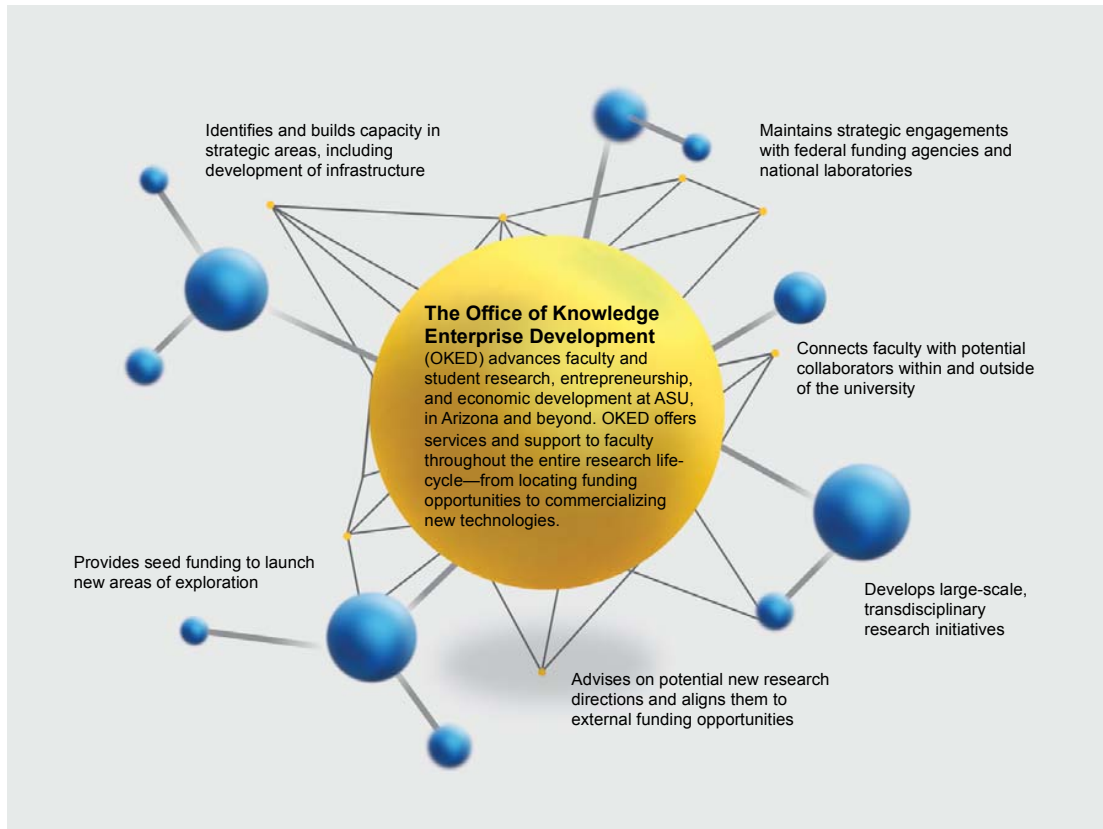 Identifies and builds capacity in
strategic areas, including
development of infrastructure
Maintains strategic engagements
with federal funding agencies and
national laboratories
The Office of Knowledge
Enterprise Development
(OKED) advances faculty and
student research, entrepreneurship,
and economic development at ASU,
in Arizona and beyond. OKED offers
services and support to faculty
throughout the entire research life-
cycle—from locating funding
opportunities to commercializing
new technologies.
Connects faculty with potential
collaborators within and outside
of the university
Provides seed funding to launch
new areas of exploration
Develops large-scale,
transdisciplinary
research initiatives
Advises on potential new research
directions and aligns them to
external funding opportunities